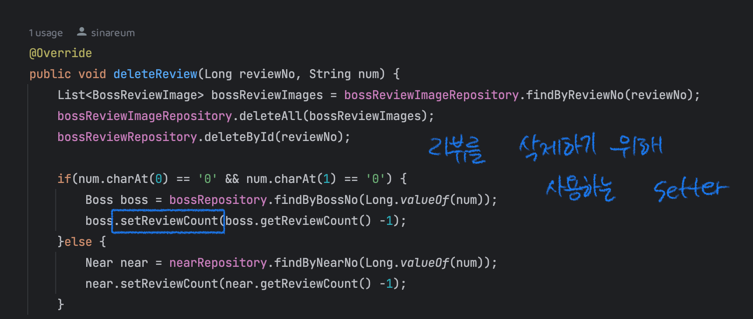 1 usage sinareum
@Override
public void deleteReview(Long reviewNo, String num) {
List<BossReviewImage> bossReviewImages = bossReviewImageRepository.findByReviewNo(reviewNo);
bossReviewImageRepository.deleteAll(bossReviewImages);
bossReviewRepository.deleteById(reviewNo);
리뷰를 삭제하기 위해
if(num.charAt(0) == '0' && num.charAt(1) == '0') {
사용하는 setter
Boss boss = bossRepository.findByBossNo(Long.valueOf(num));
boss.setReviewCount(boss.getReviewCount() -1);
}else {
Near near = nearRepository.findByNearNo(Long.valueOf(num));
near.setReviewCount(near.getReviewCount() -1);
}